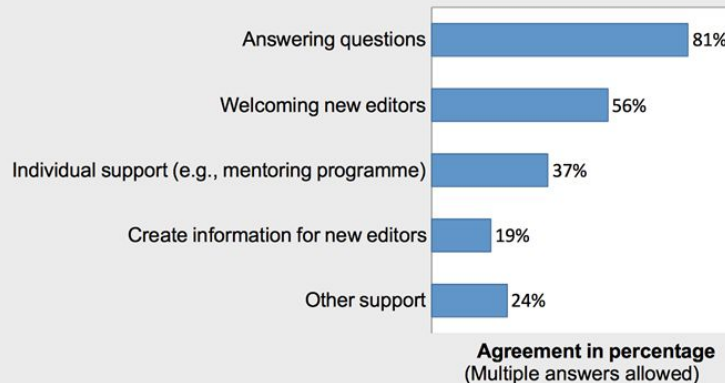 Answering questions 81%
Welcoming new editors 56%
Individual support (e.g., mentoring programme) 37%
Create information for new editors 19%
Other support 24%
Agreement in percentage
(Multiple answers allowed)